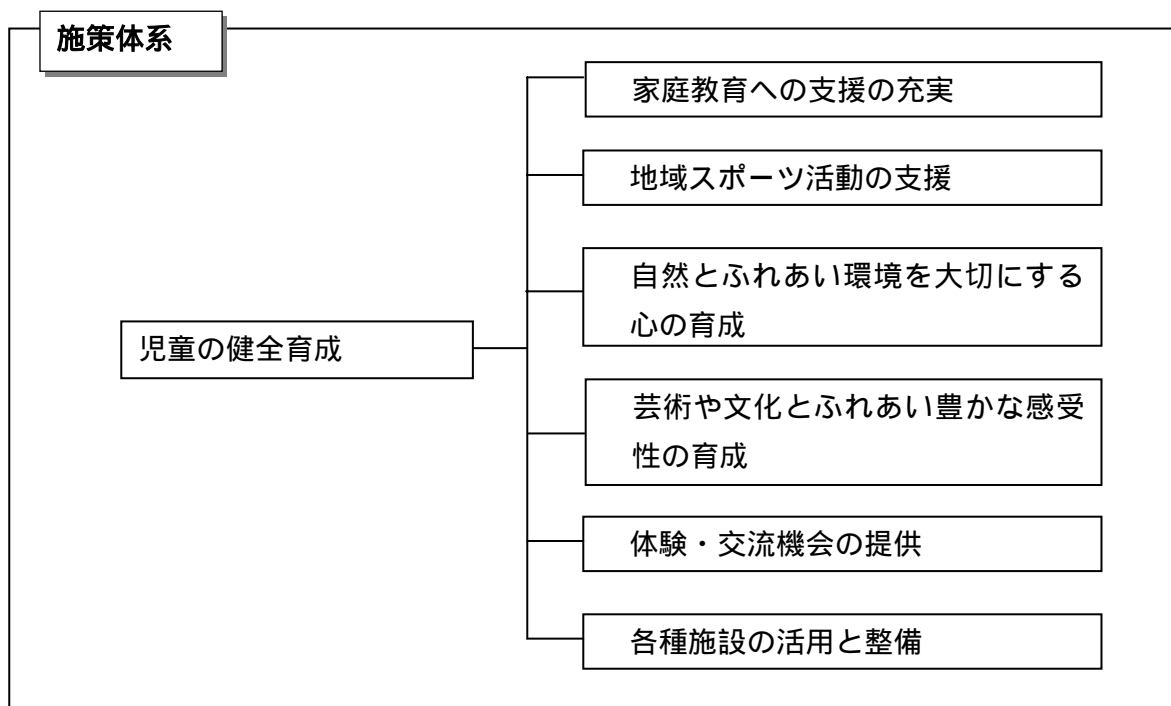 施策体系
家庭教育への支援の充実
地域スポーツ活動の支援
自然とふれあい環境を大切にする
心の育成
児童の健全育成
芸術や文化とふれあい豊かな感受
性の育成
体験・交流機会の提供
各種施設の活用と整備